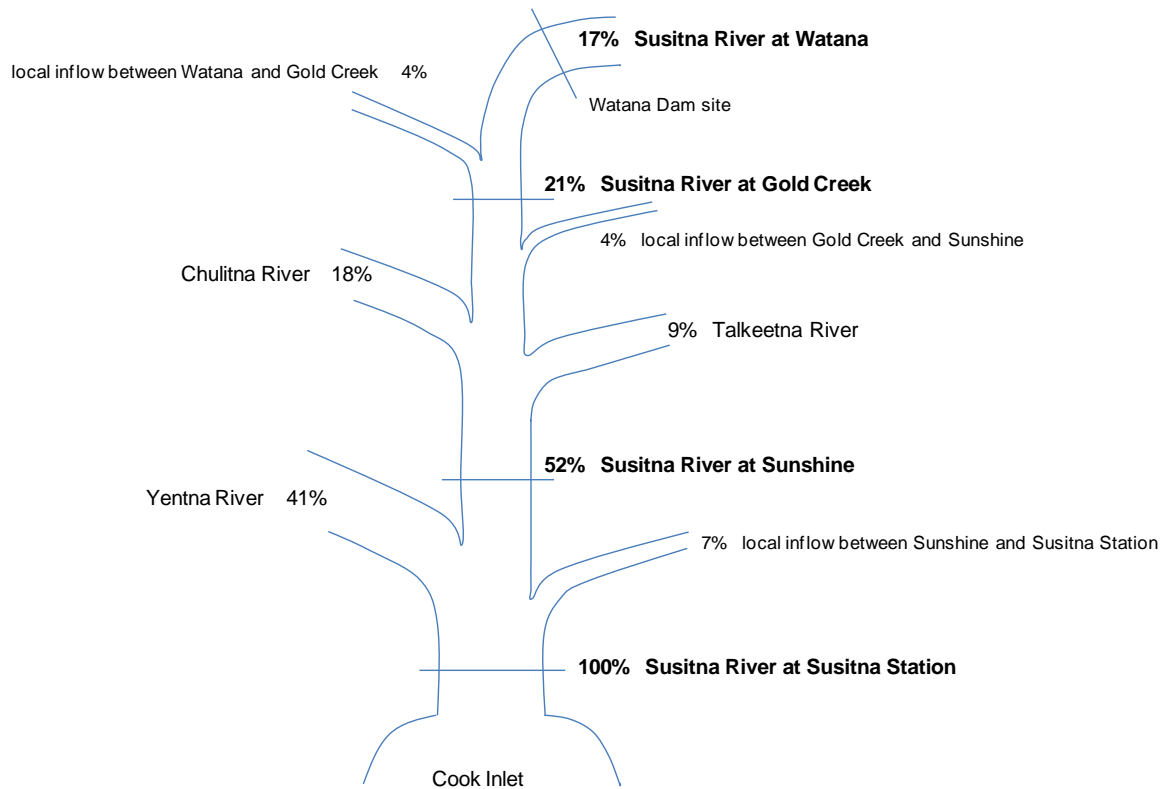 17% Susitna River at Watana
local inflow between Watana and Gold Creek 4%
Watana Dam site
21% Susitna River at Gold Creek
4% local inflow between Gold Creek and Sunshine
Chulitna River 18%
9% Talkeetna River
52% Susitna River at Sunshine
Yentna River 41%
7% local inflow between Sunshine and Susitna Station
100% Susitna River at Susitna Station
Cook Inlet